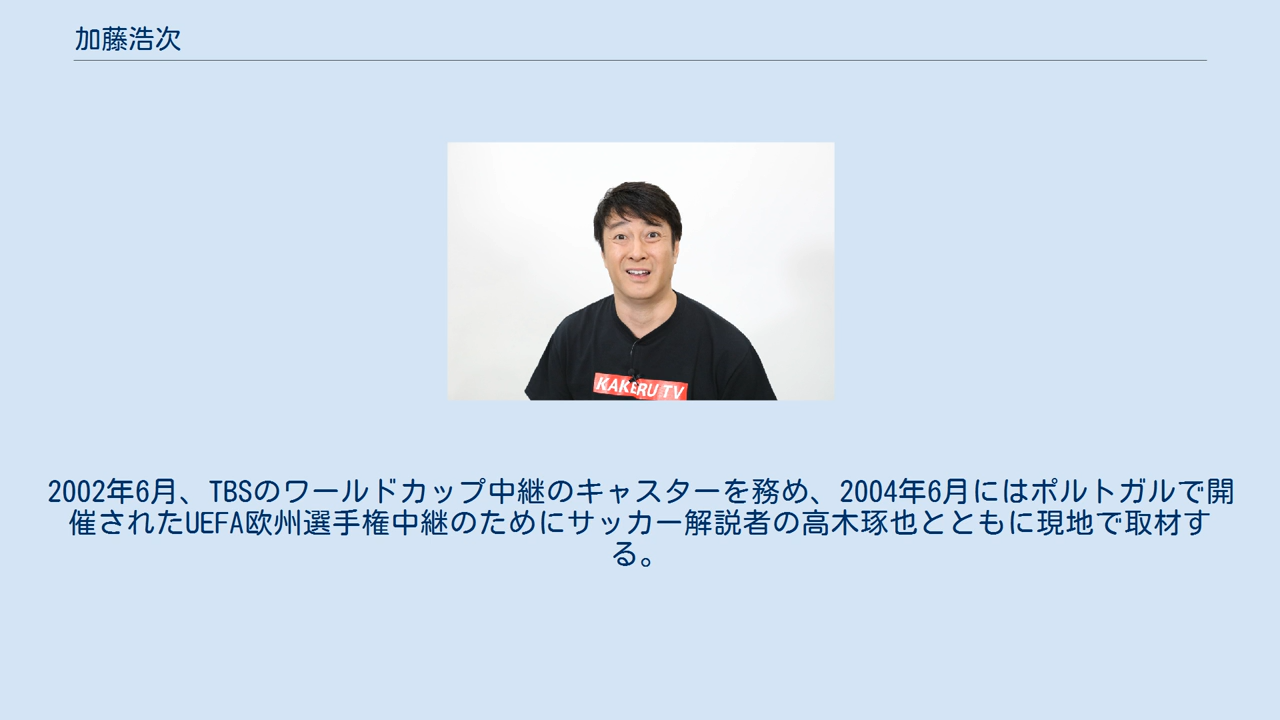 加藤浩次
KAKERU TV
2002年6月、TBSのワールドカップ中継のキャスターを務め、2004年6月にはポルトガルで開
催されたUEFA欧州選手権中継のためにサッカー解説者の高木琢也とともに現地で取材す
る。